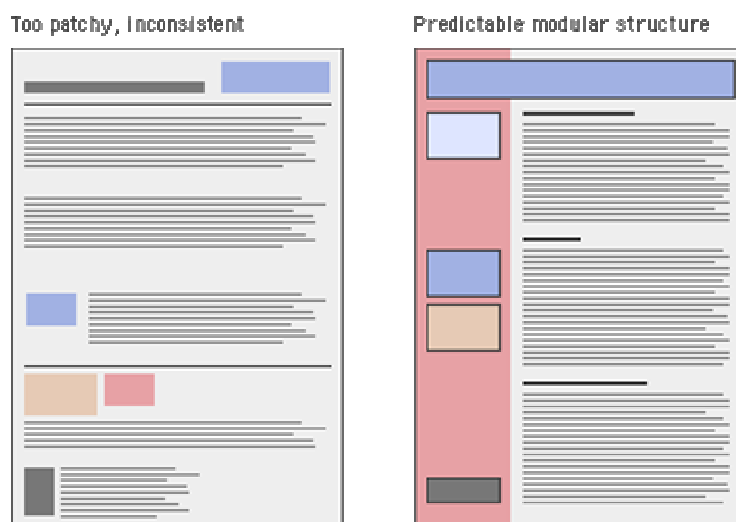 Too patchy, inconsistent
Predictable modular structure